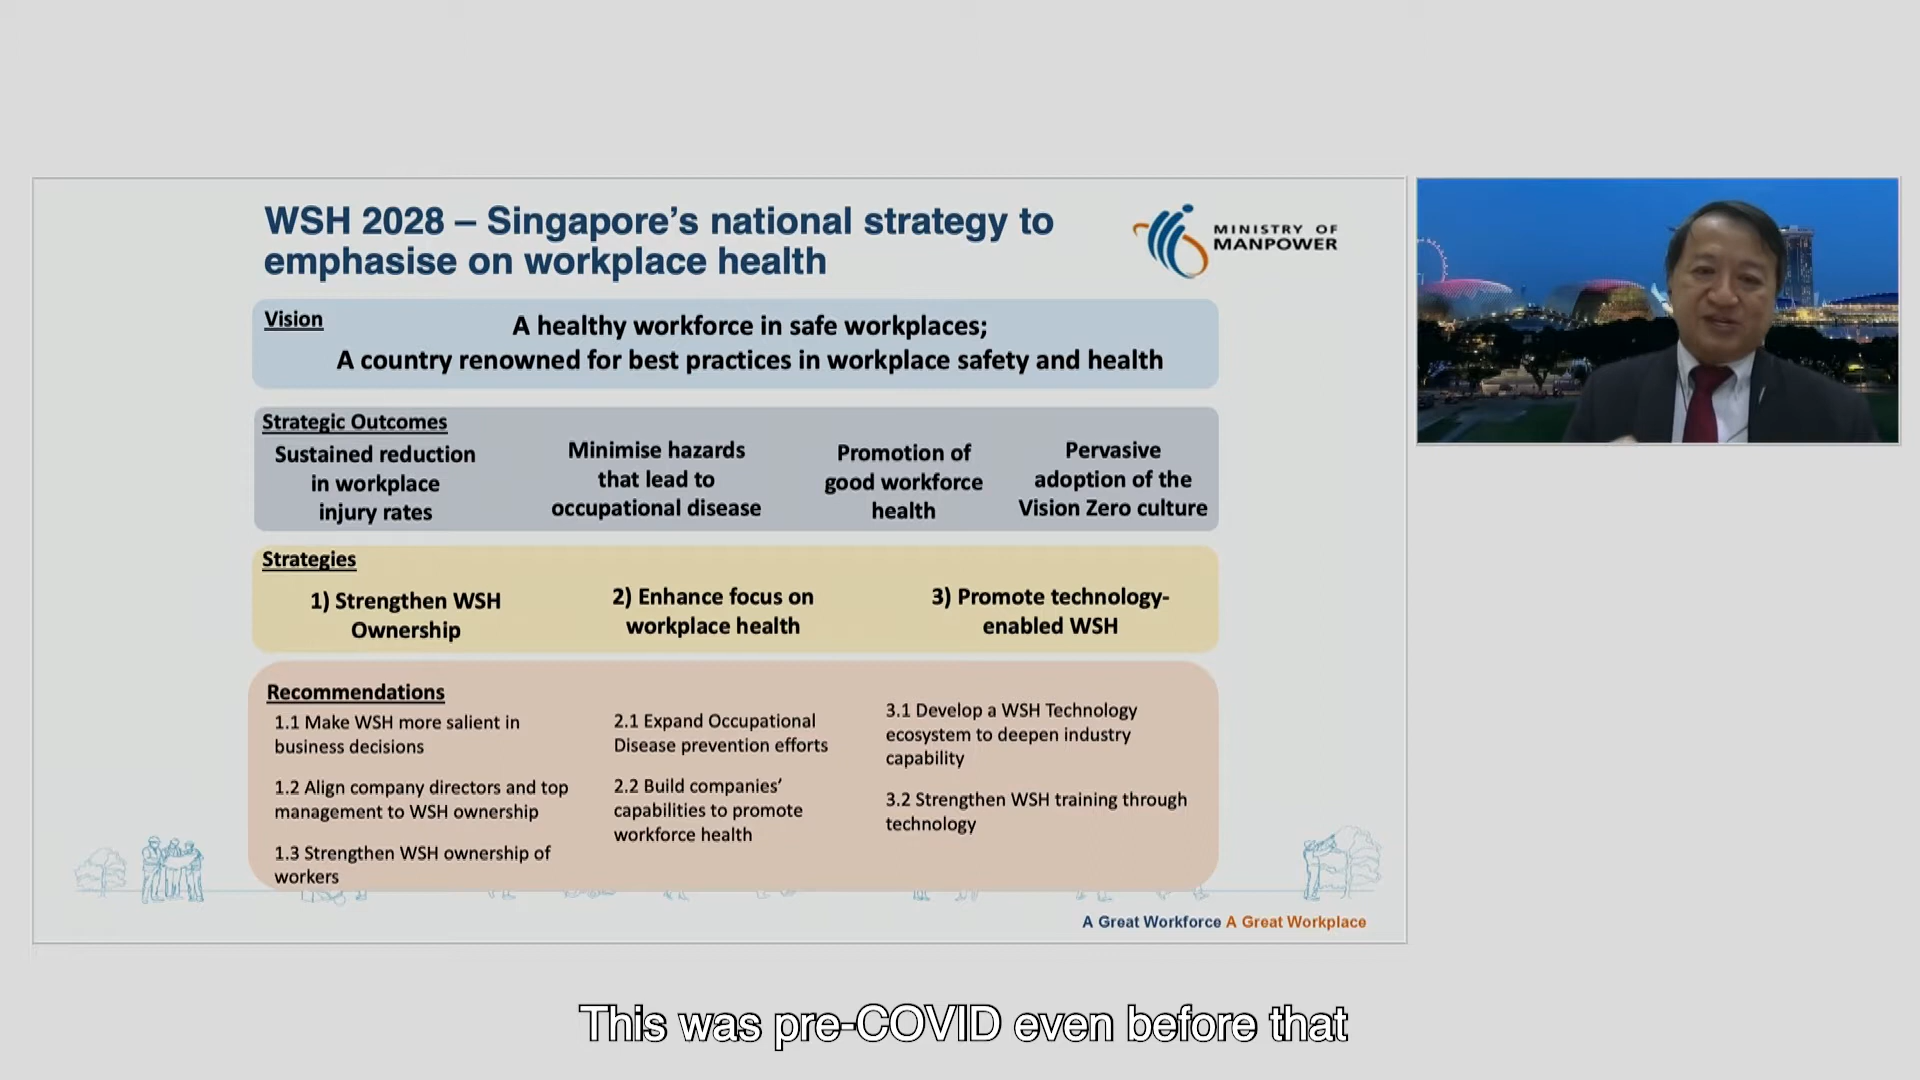 WSH 2028 – Singapore's national strategy to
emphasise on workplace health
MINISTRY OF
MANPOWER
Vision
A healthy workforce in safe workplaces;
A country renowned for best practices in workplace safety and health
Strategic Outcomes
Sustained reduction
in workplace
injury rates
Minimise hazards
that lead to
occupational disease
Promotion of
good workforce
health
Pervasive
adoption of the
Vision Zero culture
Strategies
1) Strengthen WSH
Ownership
2) Enhance focus on
workplace health
3) Promote technology-
enabled WSH
Recommendations
1.1 Make WSH more salient in
business decisions
1.2 Align company directors and top
management to WSH ownership
1.3 Strengthen WSH ownership of
workers
2.1 Expand Occupational
Disease prevention efforts
2.2 Build companies'
capabilities to promote
workforce health
3.1 Develop a WSH Technology
ecosystem to deepen industry
capability
3.2 Strengthen WSH training through
technology
A Great Workforce A Great Workplace
This was pre-COVID even before that